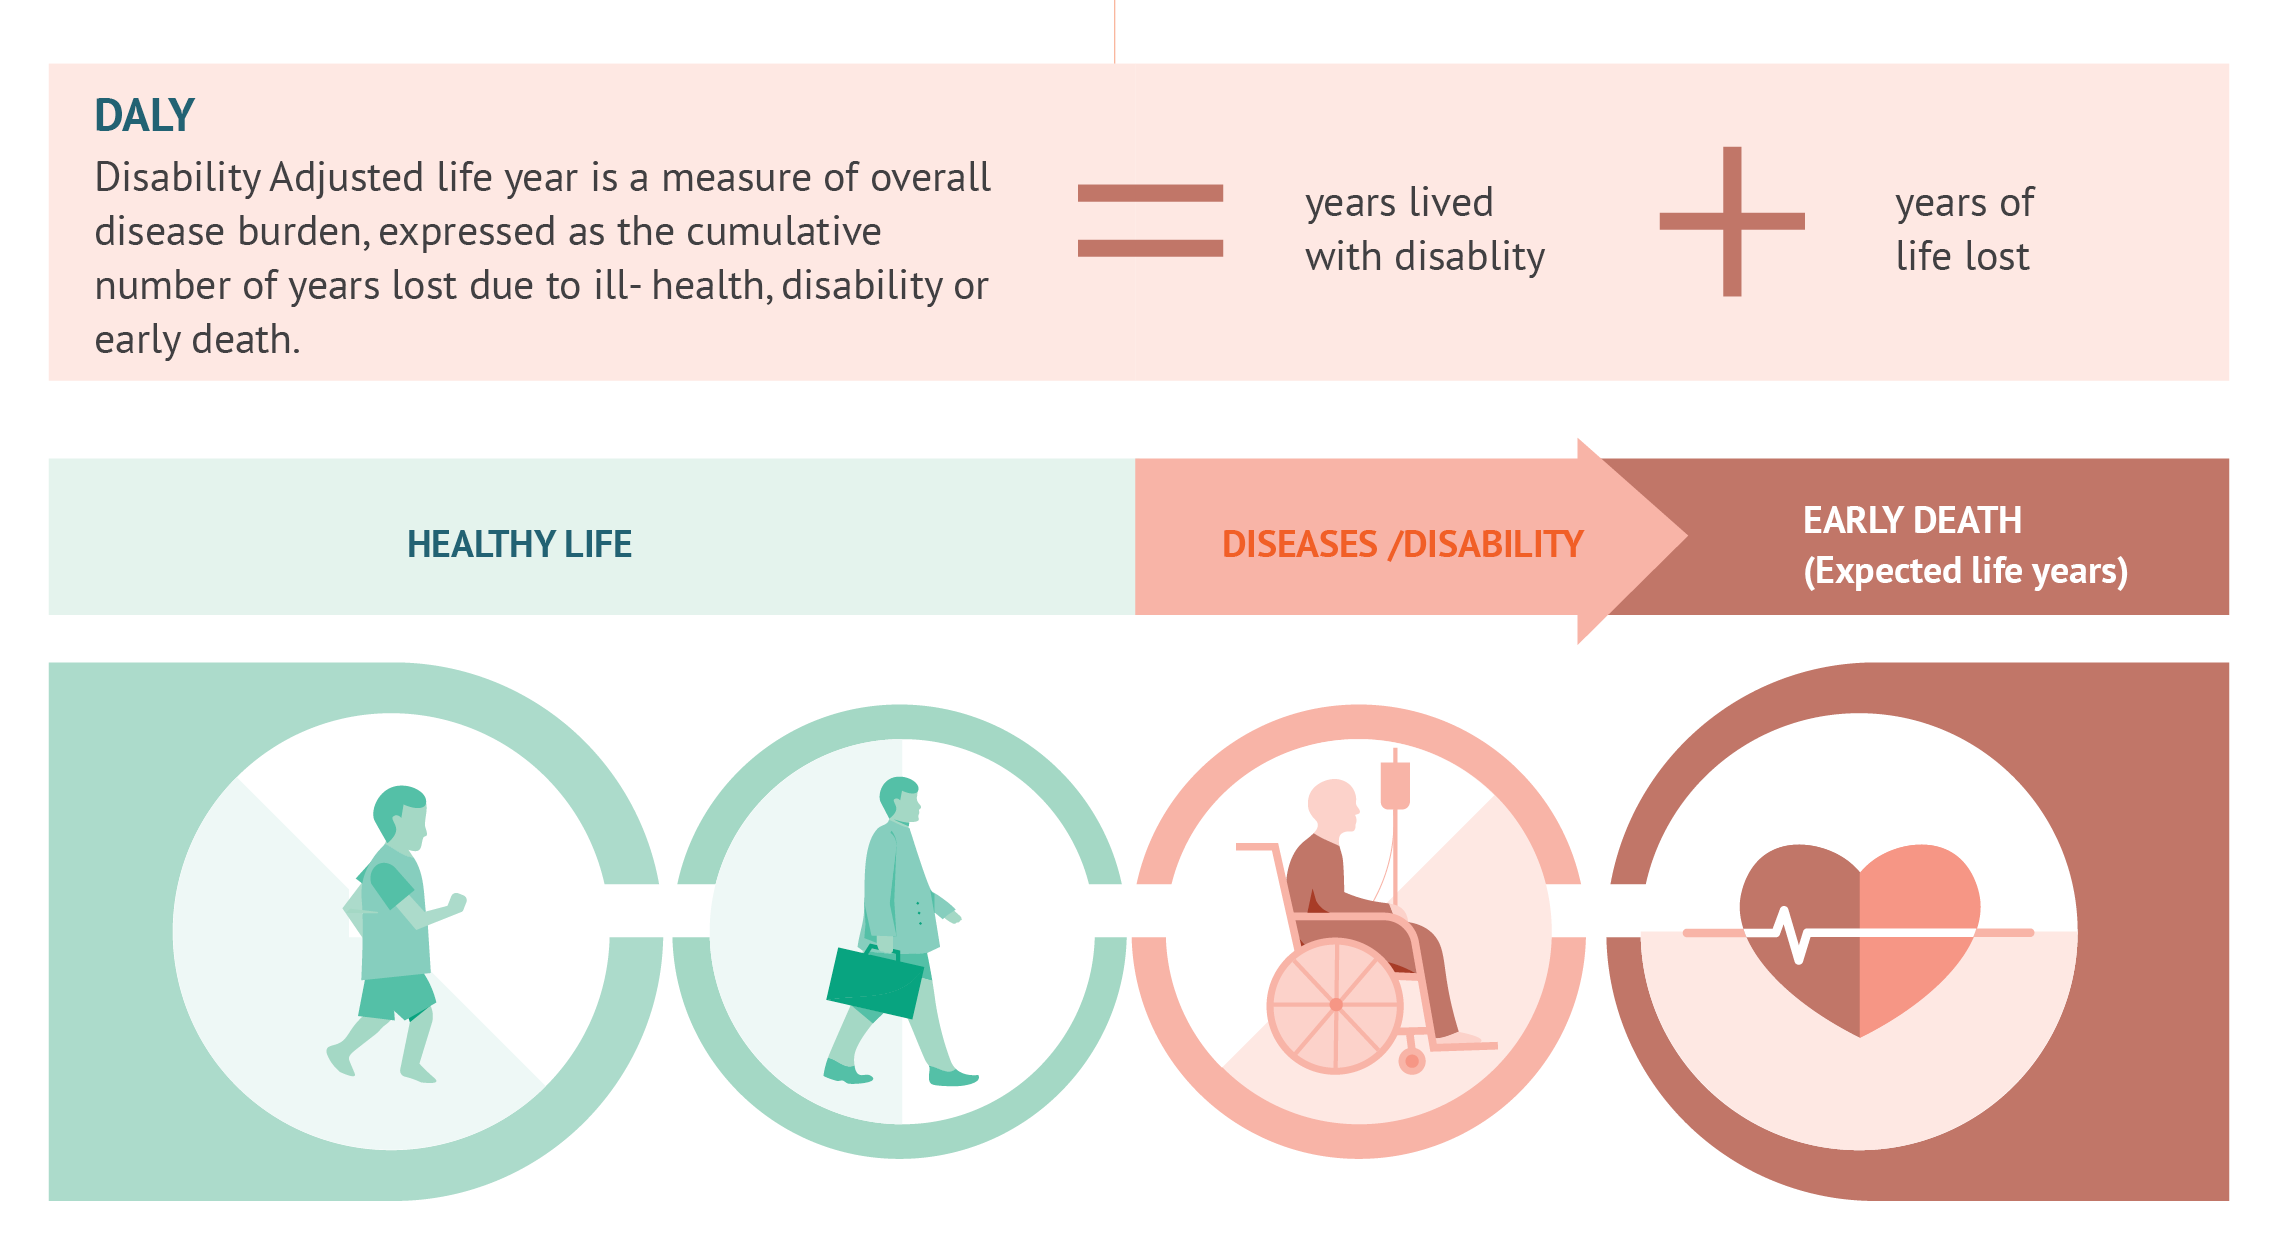 DALY
Disability Adjusted life year is a measure of overall
disease burden, expressed as the cumulative
number of years lost due to ill- health, disability or
early death.
years lived
with disablity
years of
life lost
HEALTHY LIFE
DISEASES /DISABILITY
EARLY DEATH
(Expected life years)